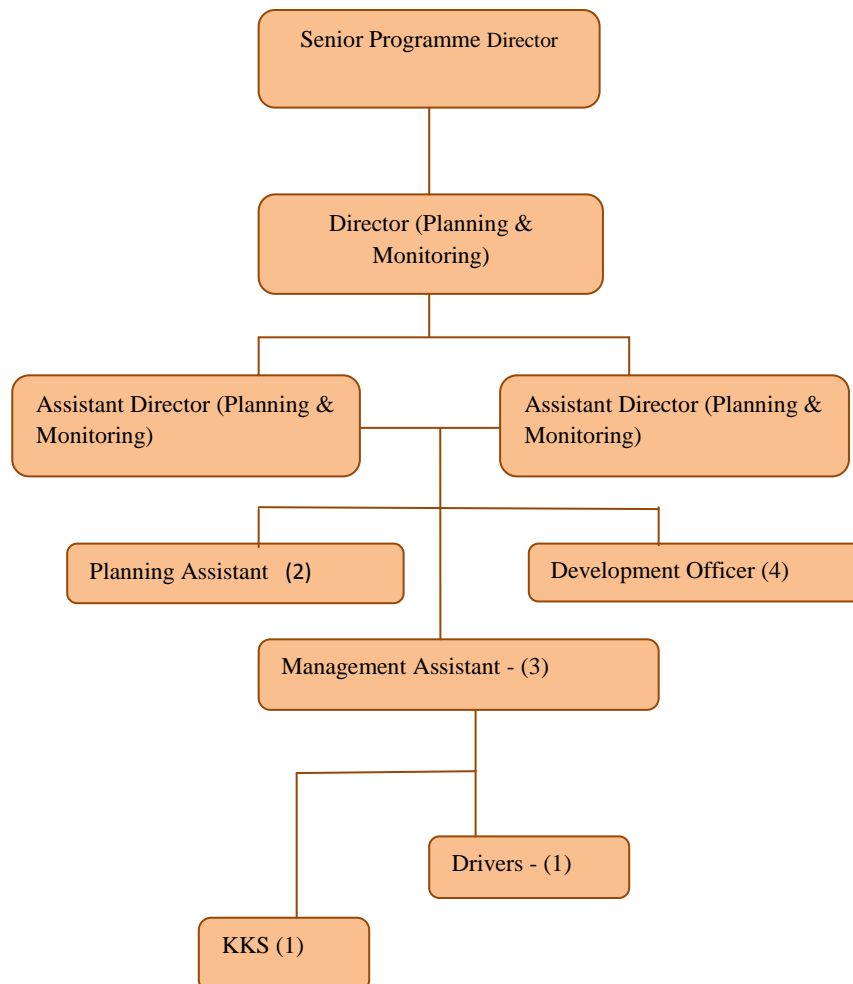 Senior Programme Director
Director (Planning &
Monitoring)
Assistant Director (Planning &
Monitoring)
Assistant Director (Planning &
Monitoring)
Planning Assistant (2)
Development Officer (4)
Management Assistant - (3)
Drivers - (1)
KKS (1)